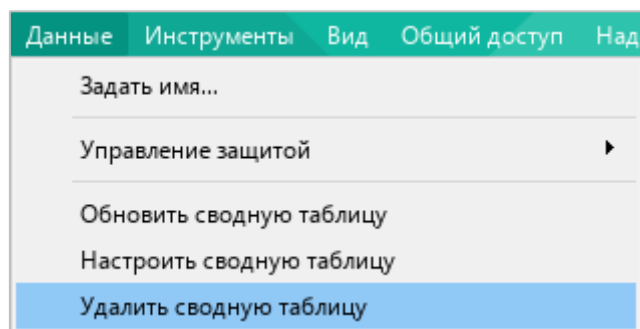 Данные Инструменты Вид Общий доступ
Задать имя...
Управление защитой
Обновить сводную таблицу
Настроить сводную таблицу
Удалить сводную таблицу